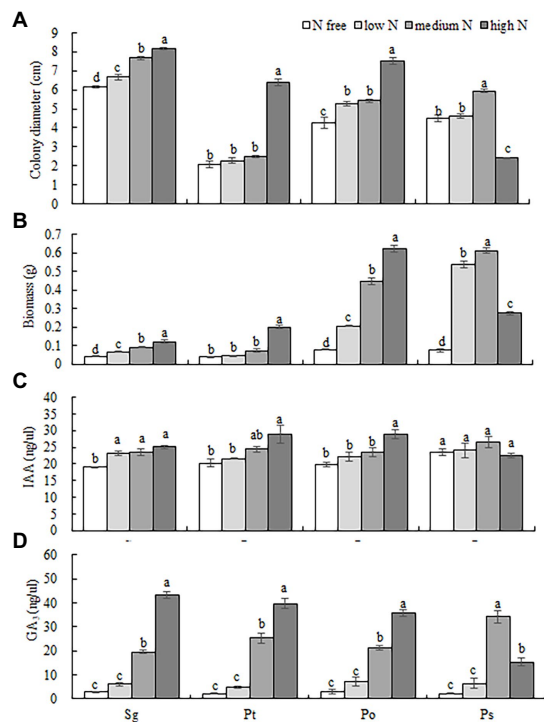 A
N free low N medium N high N
Colony diameter (cm)
9
8
7
6
5
4
3
2
1
0
d c b a
b b b a
c b b a
b b a c
B
Biomass (g)
0.7
0.6
0.5
0.4
0.3
0.2
0.1
0
d c b a
b b b a
d c b a
d b a c
C
IAA (ng/ul)
40
35
30
25
20
15
10
5
0
b a a a
b b ab a
b b b a
a a a a
D
GA3 (ng/ul)
60
50
40
30
20
10
0
c c b a
c c b a
c c b a
c c a b
Sg Pt Po Ps